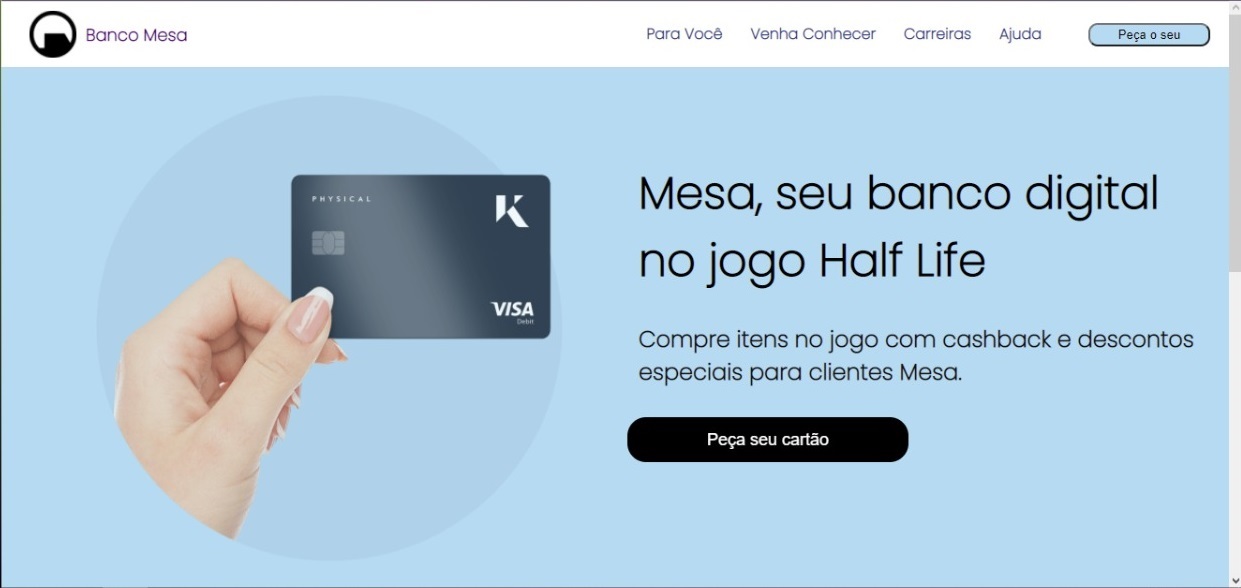 Banco Mesa
Para Você
Venha Conhecer
Carreiras
Ajuda
Peça o seu
PHYSICAL
K
VISA
Debit
Mesa, seu banco digital
no jogo Half Life
Compre itens no jogo com cashback e descontos
especiais para clientes Mesa.
Peça seu cartão